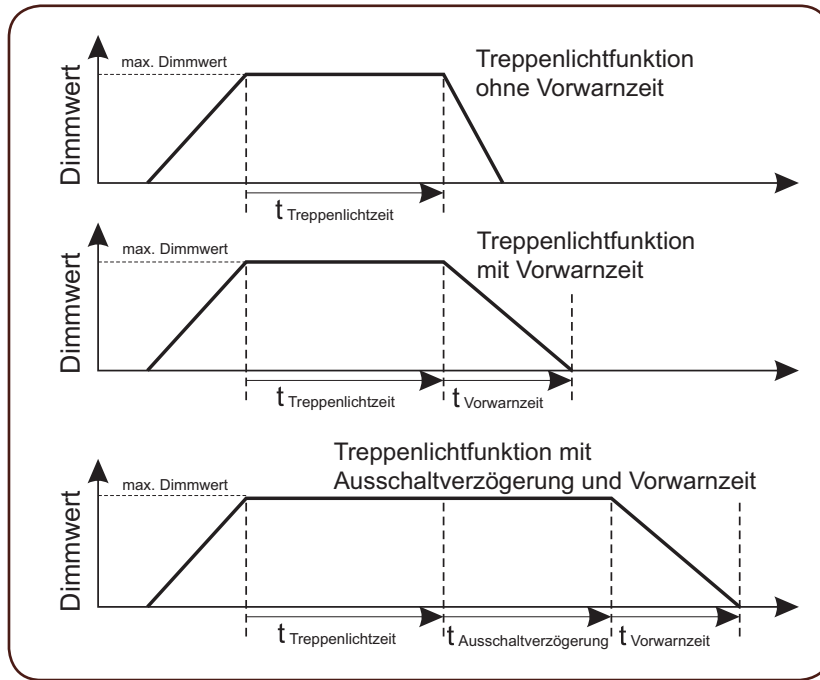 Treppenlichtfunktion
ohne Vorwarnzeit
max. Dimmwert
Dimmwert
t Treppenlichtzeit
Treppenlichtfunktion
mit Vorwarnzeit
max. Dimmwert
Dimmwert
t Treppenlichtzeit
t Vorwarnzeit
Treppenlichtfunktion mit
Ausschaltverzögerung und Vorwarnzeit
max. Dimmwert
Dimmwert
t Treppenlichtzeit
t Ausschaltverzögerung
t Vorwarnzeit